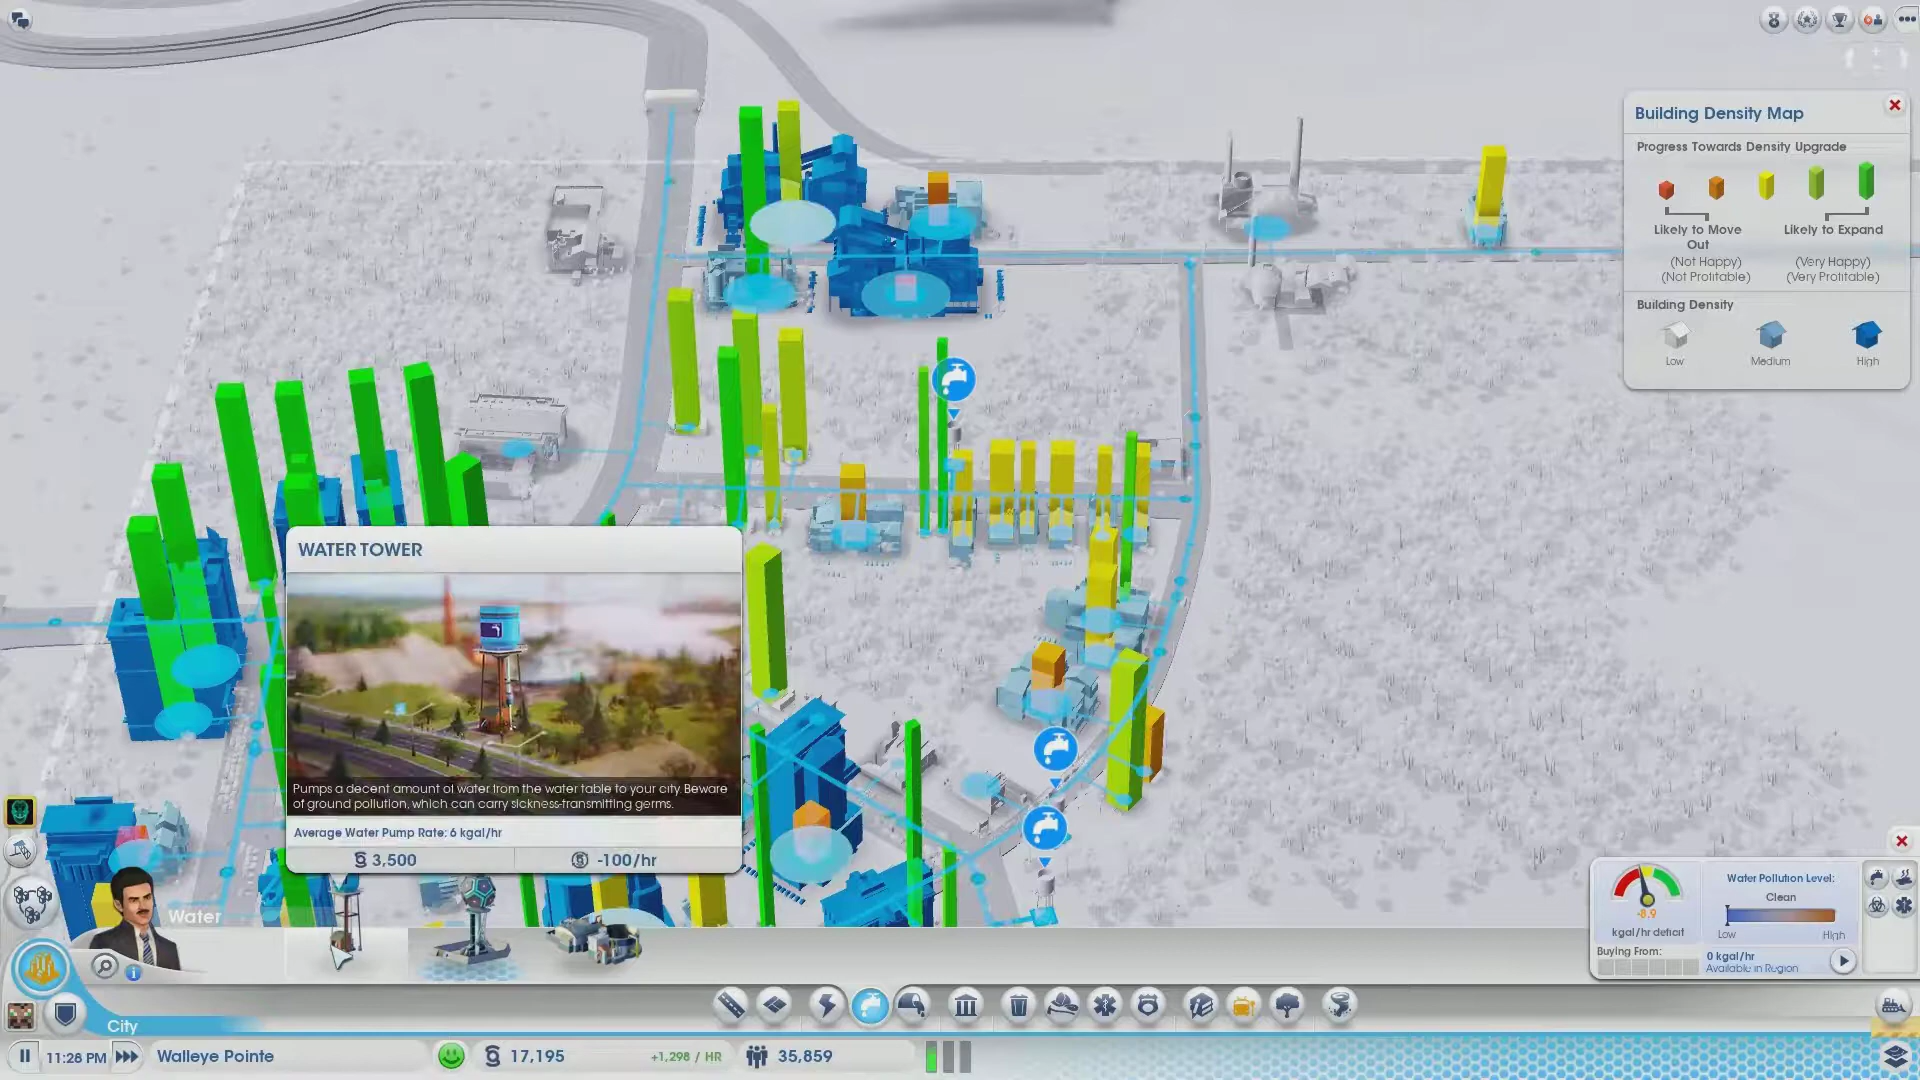 Building Density Map
Progress Towards Density Upgrade
Likely to Move Out
Likely to Expand
(Not Happy)
(Very Happy)
(Not Profitable)
(Very Profitable)
Building Density
Low
Medium
High
WATER TOWER
Pumps a decent amount of water from the water table to your city Beware
of ground pollution, which can carry sickness-transmitting germs.
Average Water Pump Rate: 6 kgal/hr
3,500
-100/hr
Water
-8.9
kgal/hr deficit
Water Pollution Level:
Clean
Low
High
Buying From:
0 kgal/hr
Available in Region
City
11:28 PM
Walleye Pointe
17,195
+1,298 / HR
35,859